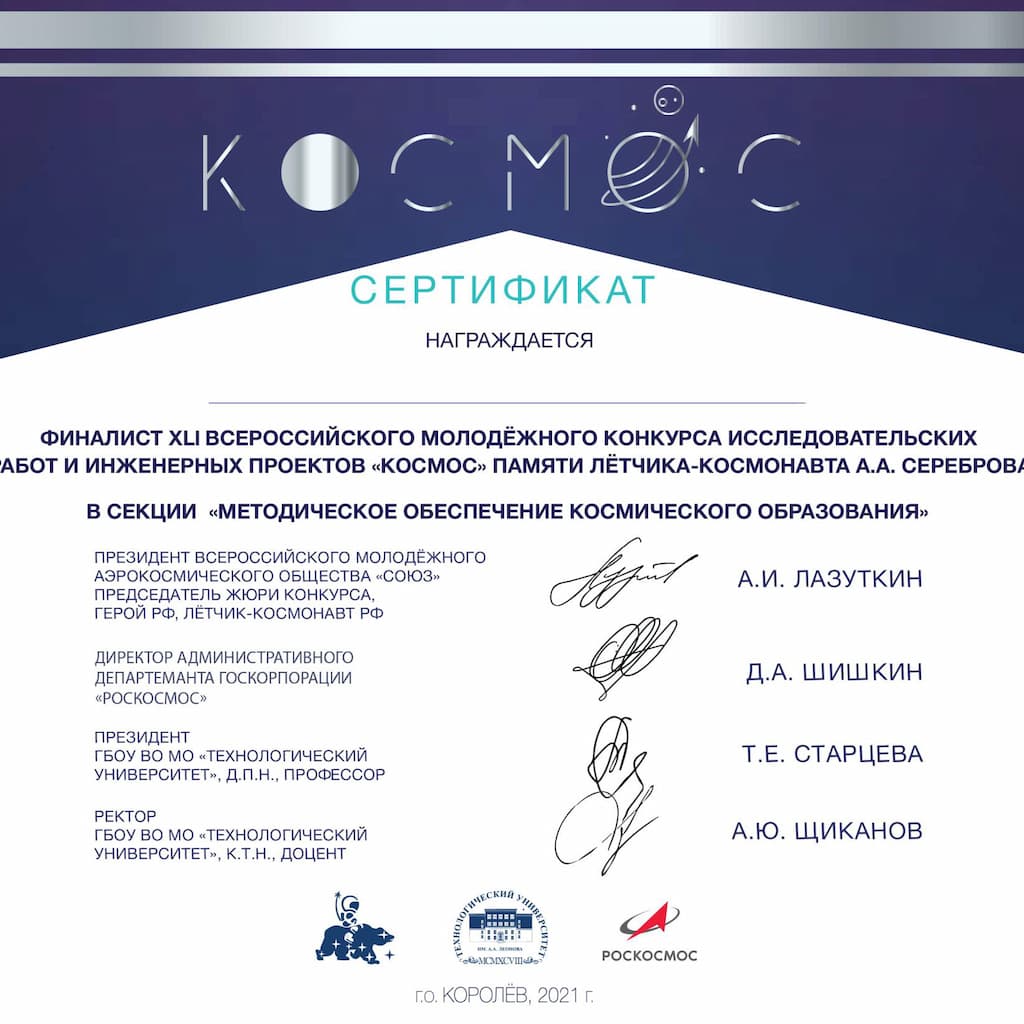 КОСМОС
СЕРТИФИКАТ
НАГРАЖДАЕТСЯ
ФИНАЛИСТ XLI ВСЕРОССИЙСКОГО МОЛОДЁЖНОГО КОНКУРСА ИССЛЕДОВАТЕЛЬСКИХ
РАБОТ И ИНЖЕНЕРНЫХ ПРОЕКТОВ «КОСМОС» ПАМЯТИ ЛЁТЧИКА-КОСМОНАВТА А.А. СЕРЕБРОВА
В СЕКЦИИ «МЕТОДИЧЕСКОЕ ОБЕСПЕЧЕНИЕ КОСМИЧЕСКОГО ОБРАЗОВАНИЯ»
ПРЕЗИДЕНТ ВСЕРОССИЙСКОГО МОЛОДЁЖНОГО
АЭРОКОСМИЧЕСКОГО ОБЩЕСТВА «СОЮЗ»
ПРЕДСЕДАТЕЛЬ ЖЮРИ КОНКУРСА,
ГЕРОЙ РФ, ЛЁТЧИК-КОСМОНАВТ РФ
А.И. ЛАЗУТКИН
ДИРЕКТОР АДМИНИСТРАТИВНОГО
ДЕПАРТЕМАНТА ГОСКОРПОРАЦИИ
«РОСКОСМОС»
Д.А. ШИШКИН
ПРЕЗИДЕНТ
ГБОУ ВО МО «ТЕХНОЛОГИЧЕСКИЙ
УНИВЕРСИТЕТ», Д.П.Н., ПРОФЕССОР
Т.Е. СТАРЦЕВА
РЕКТОР
ГБОУ ВО МО «ТЕХНОЛОГИЧЕСКИЙ
УНИВЕРСИТЕТ», К.Т.Н., ДОЦЕНТ
А.Ю. ЩИКАНОВ
ТЕХНОЛОГИЧЕСКИЙ УНИВЕРСИТЕТ
ИМ. А.А. ЛЕОНОВА
MCMXCVIII
РОСКОСМОС
г.о. КОРОЛЁВ, 2021 г.